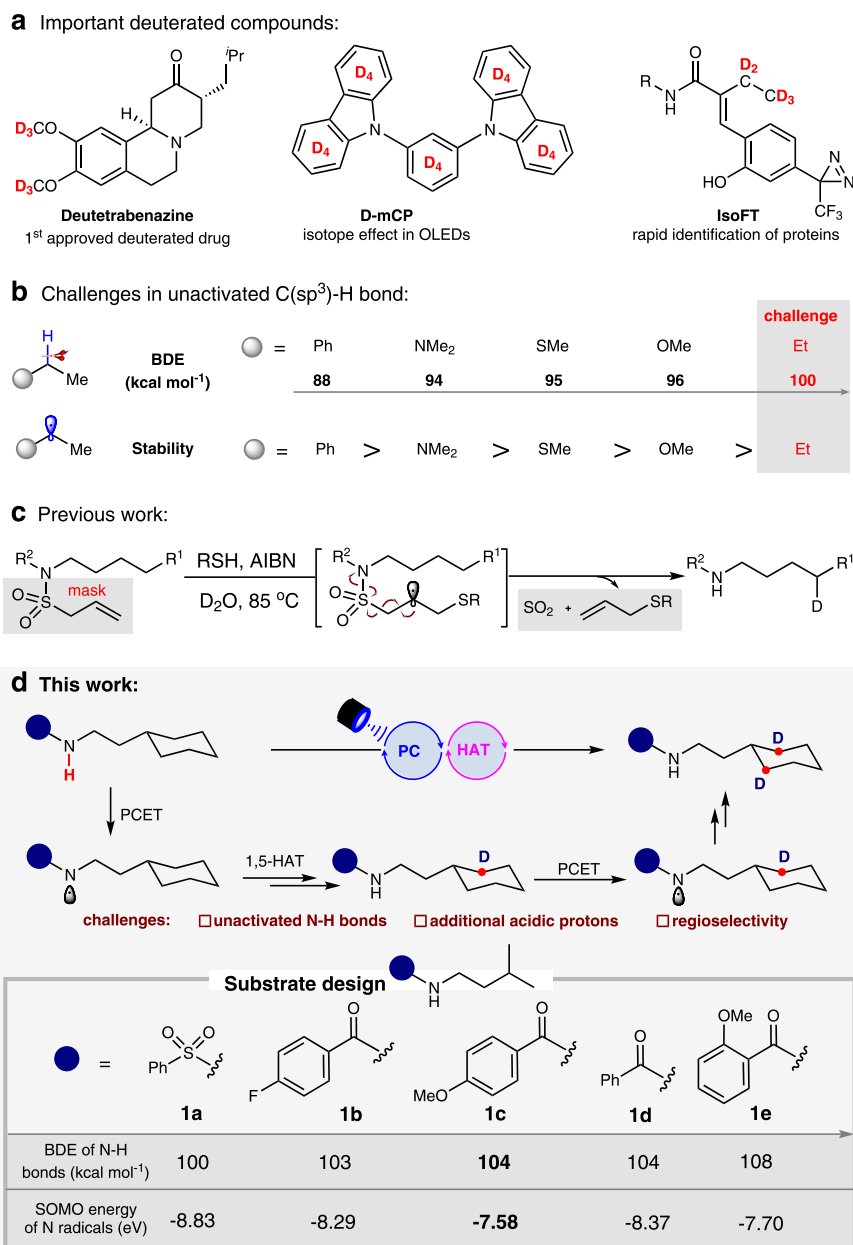 a Important deuterated compounds:
O
iPr
H
N
D3CO
D3CO
Deutetrabenazine
1st approved deuterated drug
D4 D4
N N
D4 D4 D4
D-mCP
isotope effect in OLEDs
O D2
R N H
D3
HO
N
N
CF3
IsoFT
rapid identification of proteins
b Challenges in unactivated C(sp3)-H bond:
challenge
H
Me
BDE
(kcal mol-1)
= Ph NMe2 SMe OMe Et
88 94 95 96 100
Me
Stability
= Ph > NMe2 > SMe > OMe > Et
c Previous work:
R2 N R1
O S O
mask
RSH, AIBN
D2O, 85 oC
R2 N R1
O S O
SR
SO2 + SR
R2 N H R1
D
d This work:
N
H
PC HAT
N H
D
D
PCET
N
1,5-HAT
N H
D
PCET
N
D
challenges: unactivated N-H bonds additional acidic protons regioselectivity
Substrate design
N H
=
O O
S
Ph
1a
O
F
1b
O
MeO
1c
O
Ph
1d
OMe O
1e
BDE of N-H
bonds (kcal mol-1)
100 103 104 104 108
SOMO energy
of N radicals (eV)
-8.83 -8.29 -7.58 -8.37 -7.70